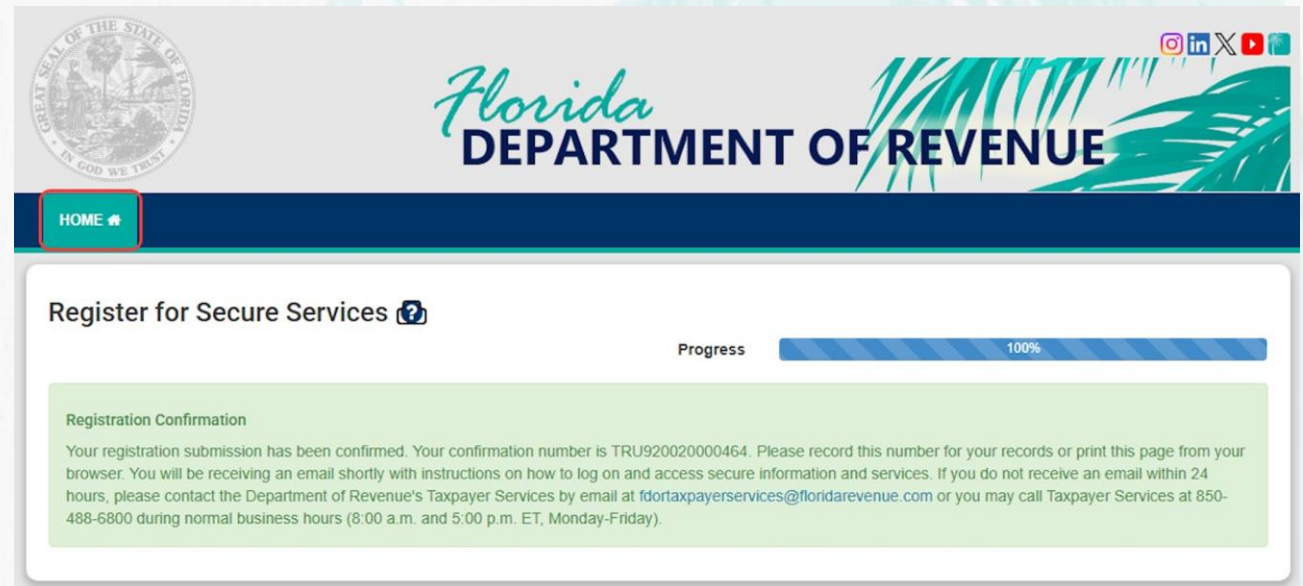 GREAT SEAL OF THE STATE OF FLORIDA
IN GOD WE TRUST
Florida
DEPARTMENT OF REVENUE
HOME
Register for Secure Services
Progress
100%
Registration Confirmation
Your registration submission has been confirmed. Your confirmation number is TRU920020000464. Please record this number for your records or print this page from your
browser. You will be receiving an email shortly with instructions on how to log on and access secure information and services. If you do not receive an email within 24
hours, please contact the Department of Revenue's Taxpayer Services by email at fdortaxpayerservices@floridarevenue.com or you may call Taxpayer Services at 850-
488-6800 during normal business hours (8:00 a.m. and 5:00 p.m. ET, Monday-Friday).